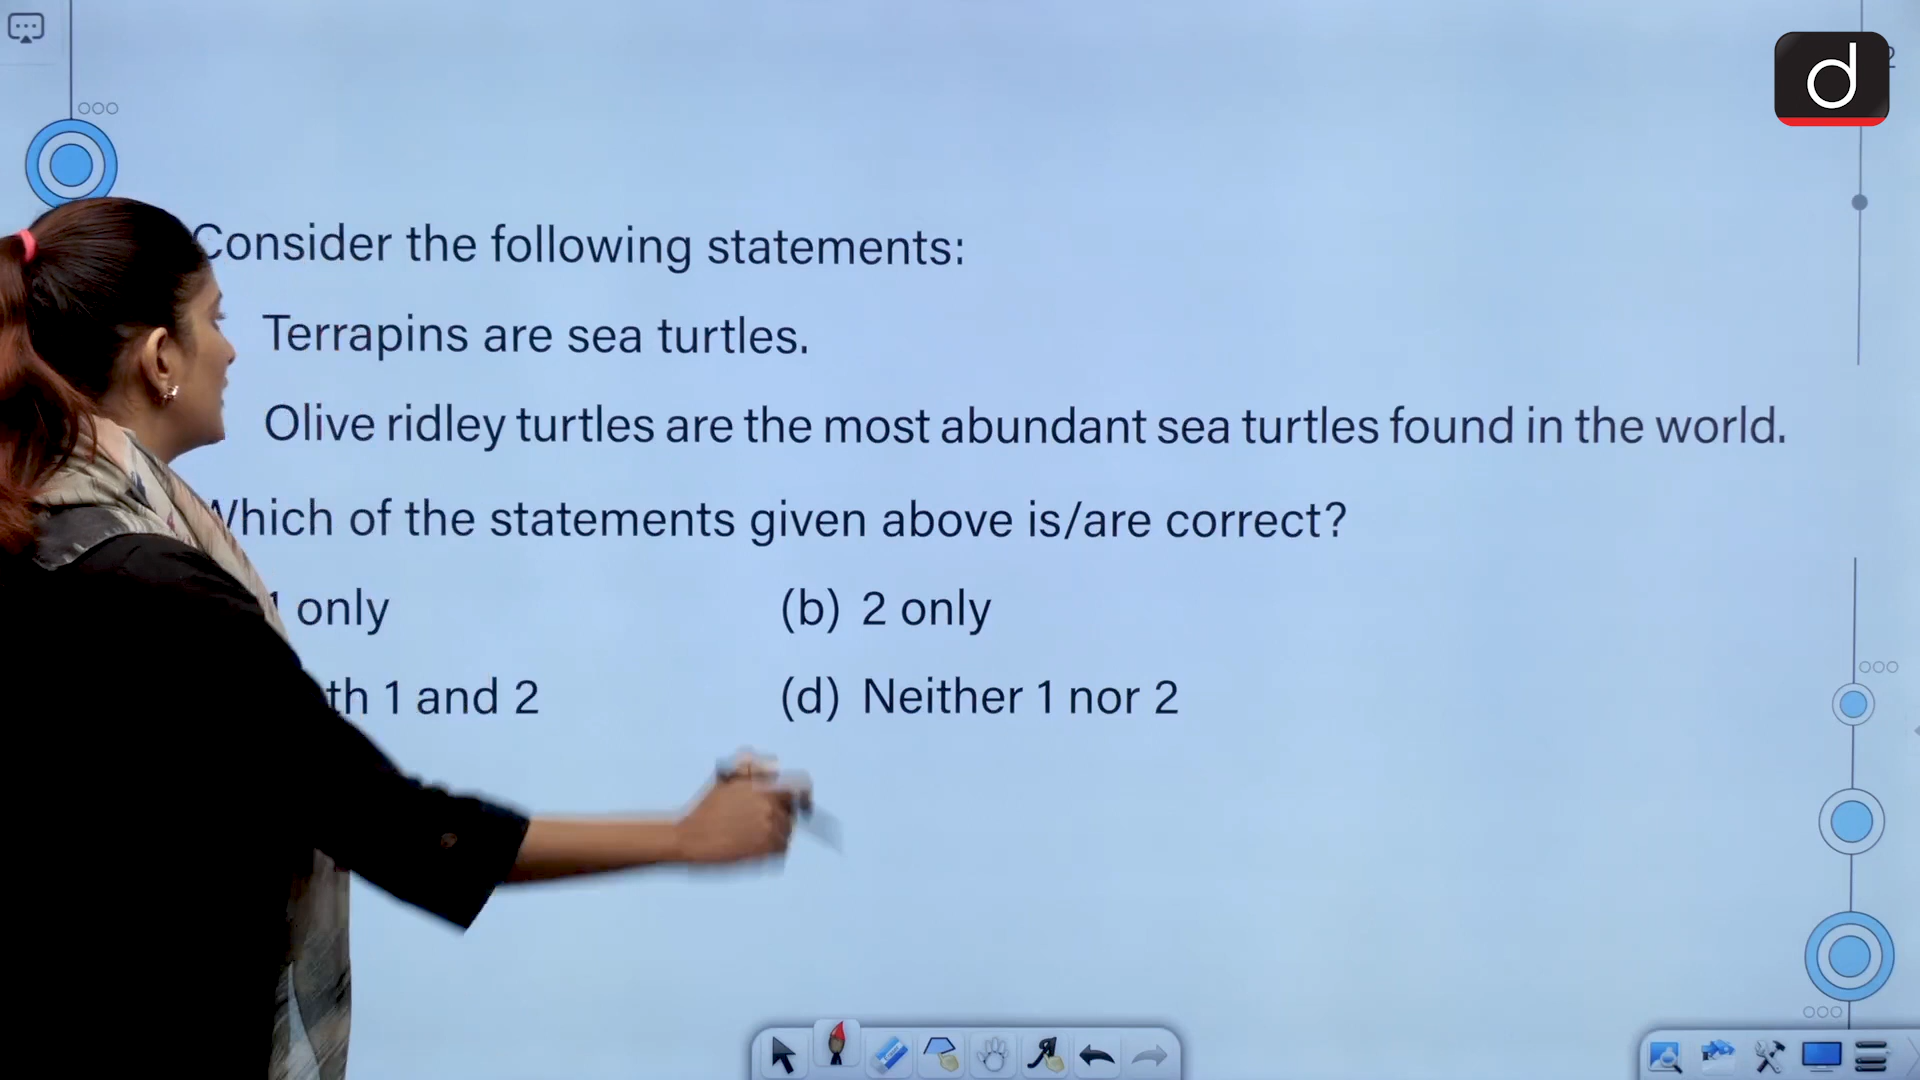 Consider the following statements:
Terrapins are sea turtles.
Olive ridley turtles are the most abundant sea turtles found in the world.
Which of the statements given above is/are correct?
1 only
(b) 2 only
th 1 and 2
(d) Neither 1 nor 2
d
2